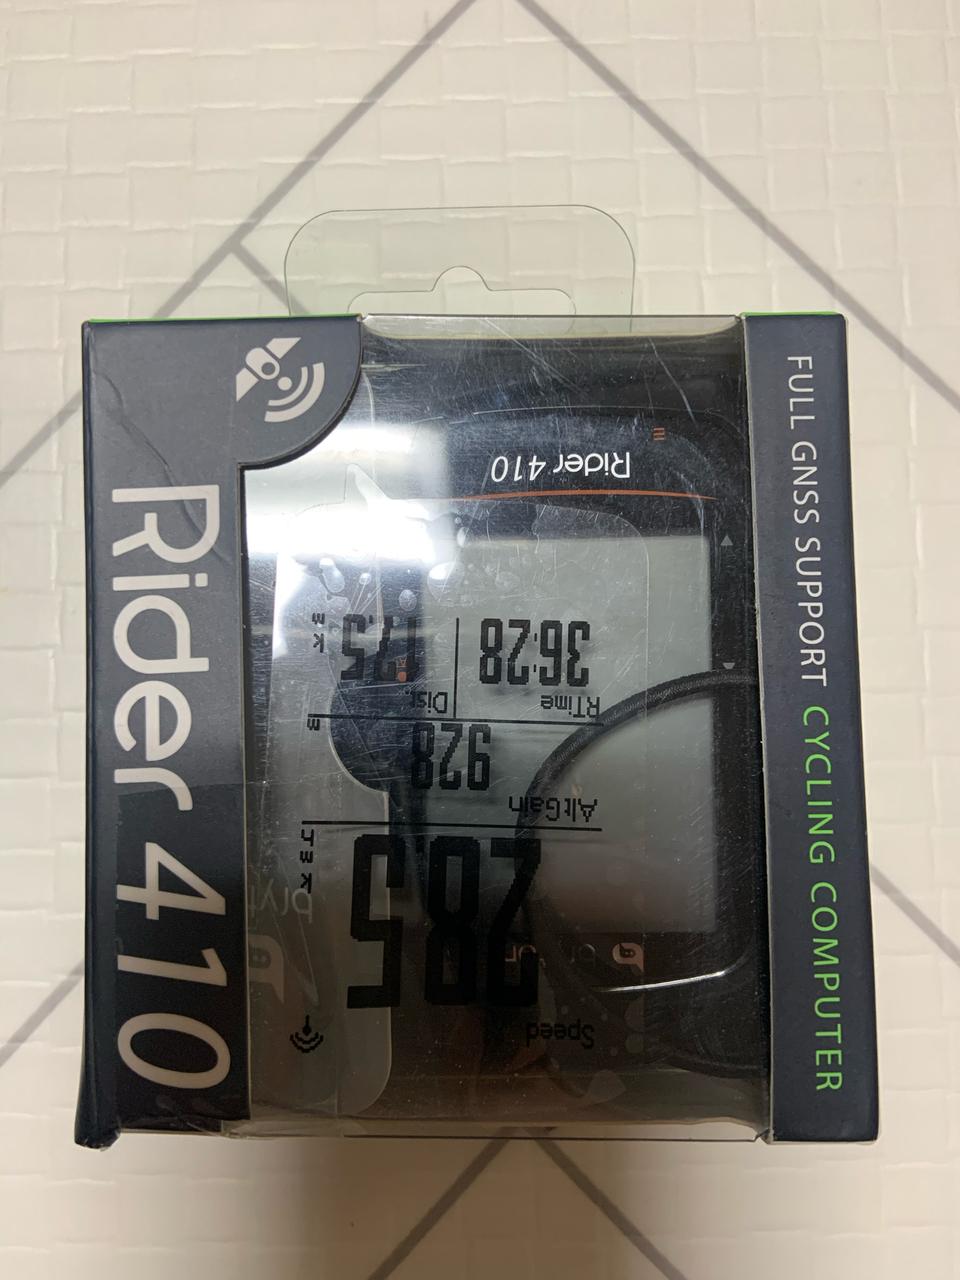 Rider 410
FULL GNSS SUPPORT CYCLING COMPUTER
Rider 410
Speed
28.5
AltGain
928
m
RTime
36:28
Dist.
17.5